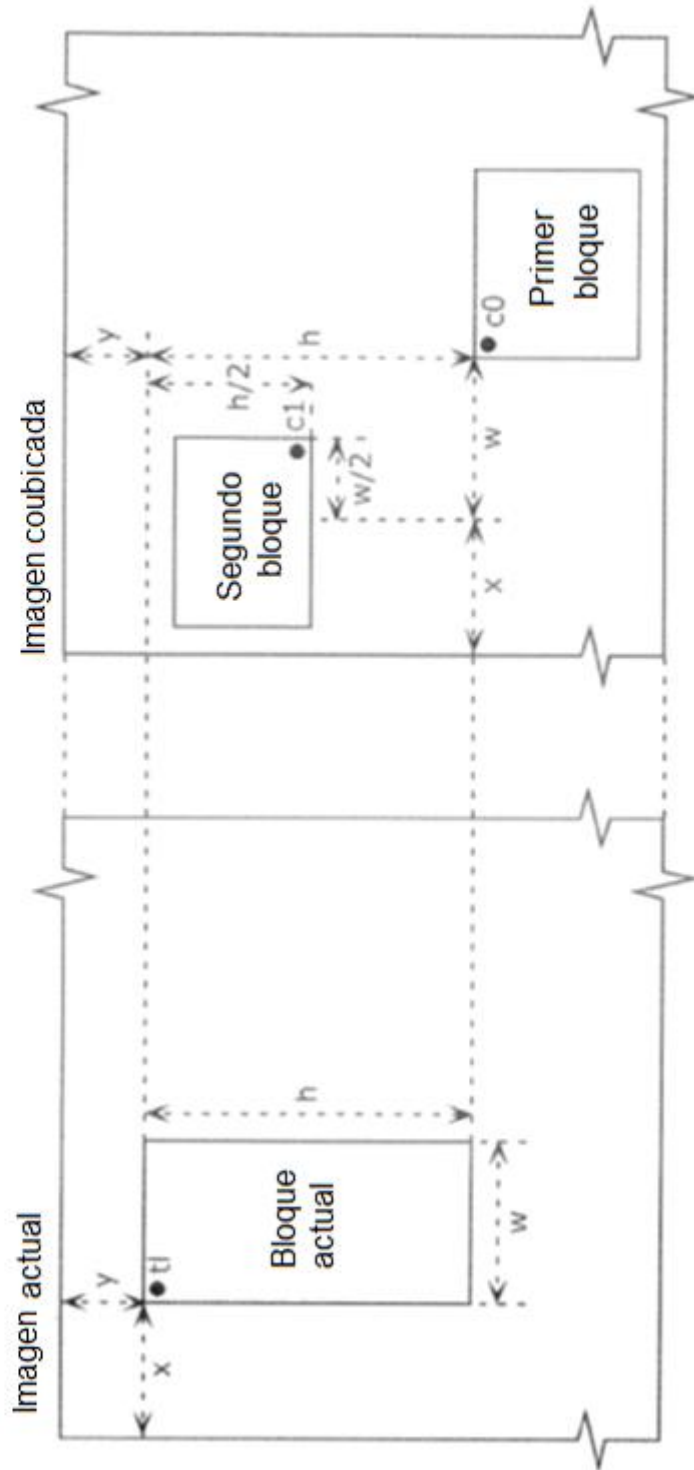 Imagen actual
x
y
tl
Bloque
actual
h
w
Imagen coubicada
y
h/2
h
Segundo
bloque
c1
w/2
x
w
c0
Primer
bloque